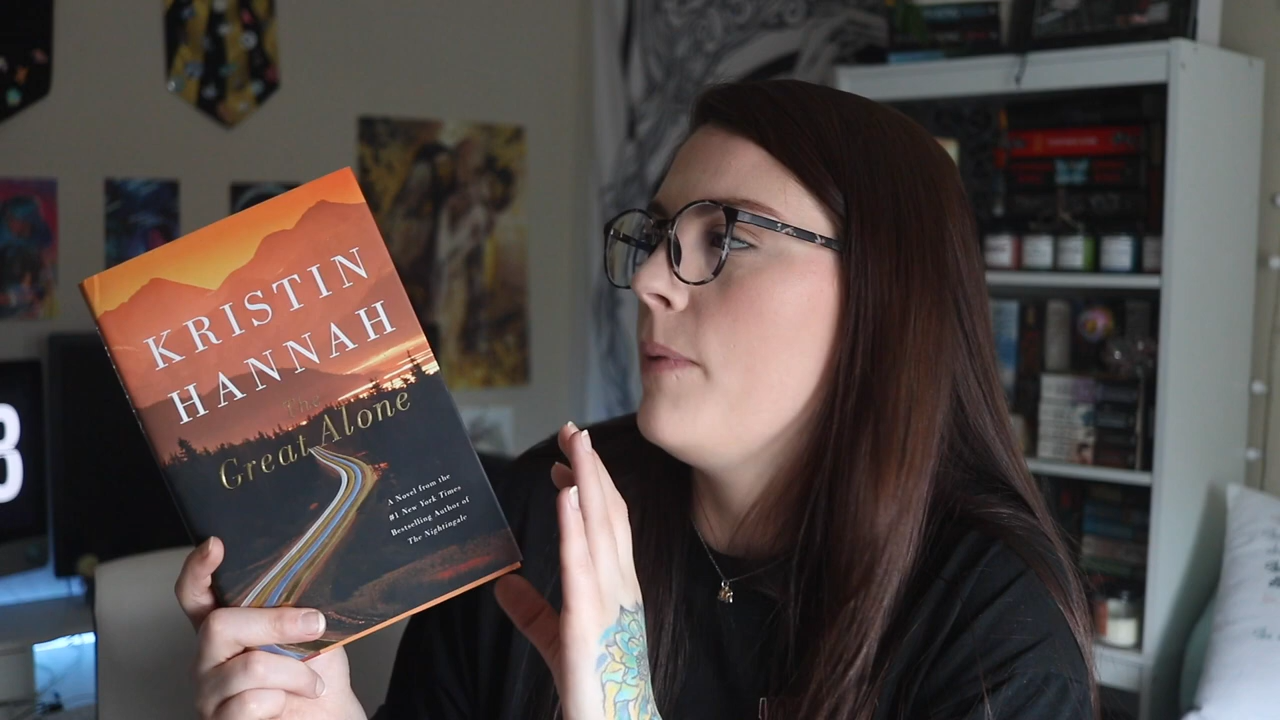 KRISTIN
HANNAH
The
Great Alone
A Novel from the
#1 New York Times
Bestselling Author of
The Nightingale